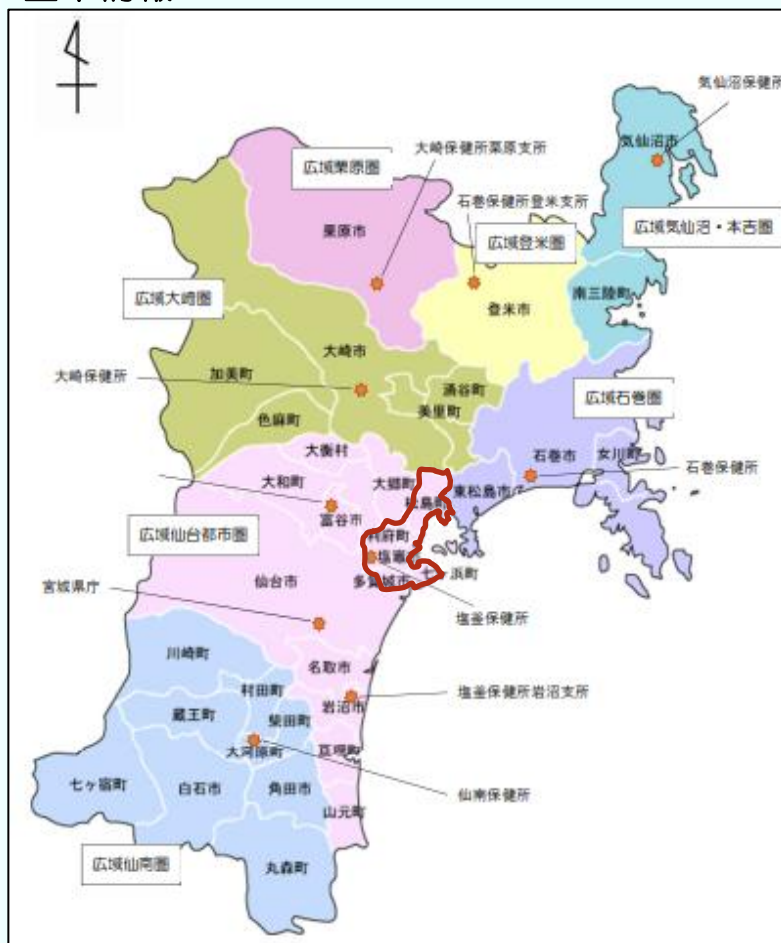 気仙沼保健所
気仙沼市
大崎保健所栗原支所
広域栗原圏
石巻保健所登米支所
広域気仙沼・本吉圏
栗原市
広域登米圏
南三陸町
広域大崎圏
登米市
大崎市
加美町
涌谷町
大崎保健所
美里町
広域石巻圏
色麻町
大衡村
石巻市
女川町
石巻保健所
大和町
大郷町
松島町
東松島市
富谷市
利府町
広域仙台都市圏
塩竈
七ヶ浜町
仙台市
多賀城市
宮城県庁
塩釜保健所
川崎町
名取市
村田町
岩沼市
塩釜保健所岩沼支所
蔵王町
柴田町
大河原町
亘理町
七ヶ宿町
白石市
角田市
仙南保健所
山元町
広域仙南圏
丸森町